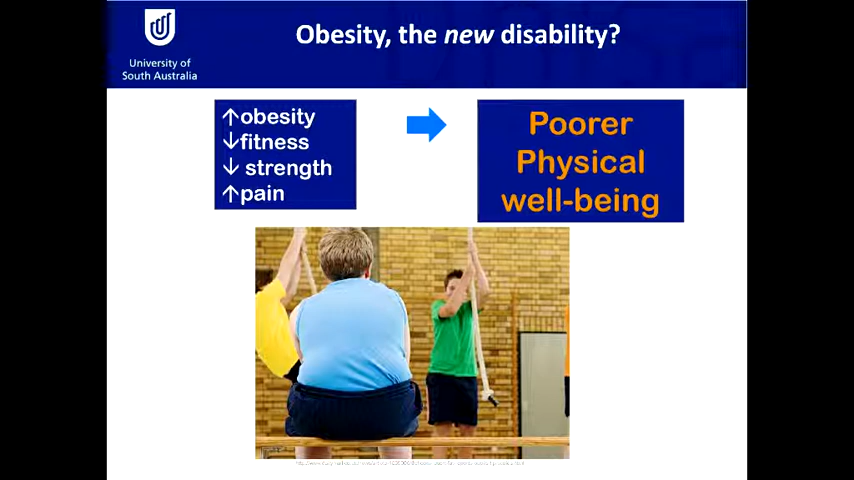 Obesity, the new disability?
University of
South Australia
↑obesity
↓fitness
↓ strength
↑pain
Poorer
Physical
well-being